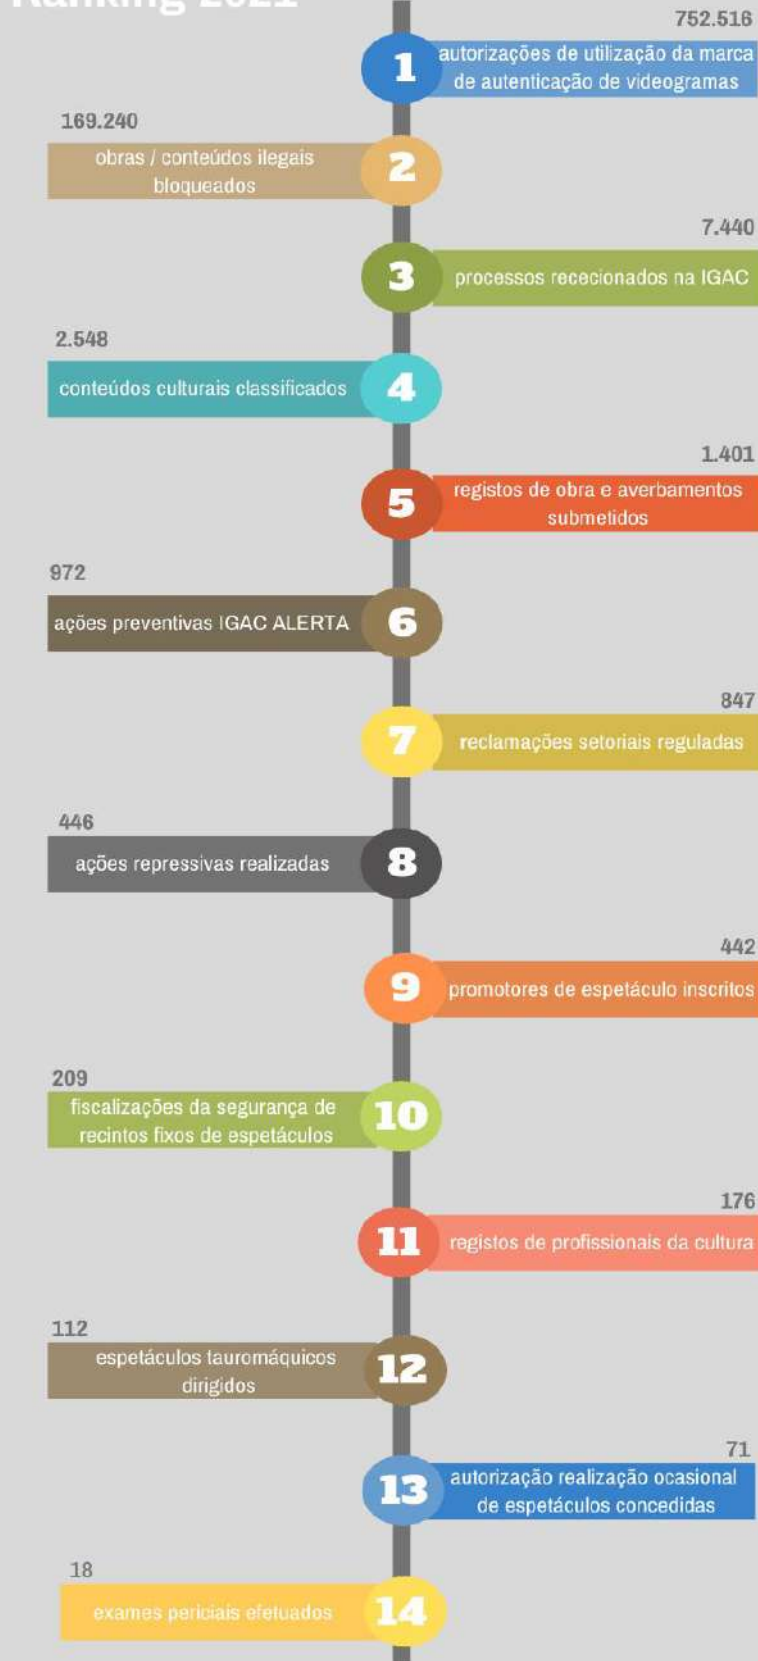 Ranking 2021
752.516
1
autorizações de utilização da marca
de autenticação de videogramas
169.240
obras / conteúdos ilegais
bloqueados
2
7.440
3
processos rececionados na IGAC
2.548
conteúdos culturais classificados
4
1.401
5
registos de obra e averbamentos
submetidos
972
ações preventivas IGAC ALERTA
6
847
7
reclamações setoriais reguladas
446
ações repressivas realizadas
8
442
9
promotores de espetáculo inscritos
209
fiscalizações da segurança de
recintos fixos de espetáculos
10
176
11
registos de profissionais da cultura
112
espetáculos tauromáquicos
dirigidos
12
71
13
autorização realização ocasional
de espetáculos concedidas
18
exames periciais efetuados
14